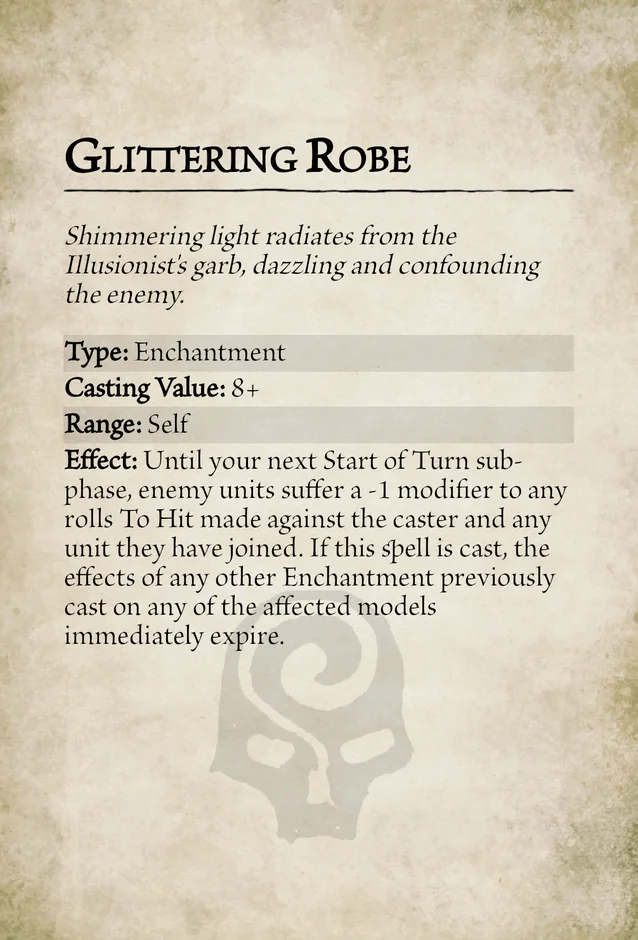 Glittering Robe
Shimmering light radiates from the
Illusionist's garb, dazzling and confounding
the enemy.
Type: Enchantment
Casting Value: 8+
Range: Self
Effect: Until your next Start of Turn sub-
phase, enemy units suffer a -1 modifier to any
rolls To Hit made against the caster and any
unit they have joined. If this spell is cast, the
effects of any other Enchantment previously
cast on any of the affected models
immediately expire.